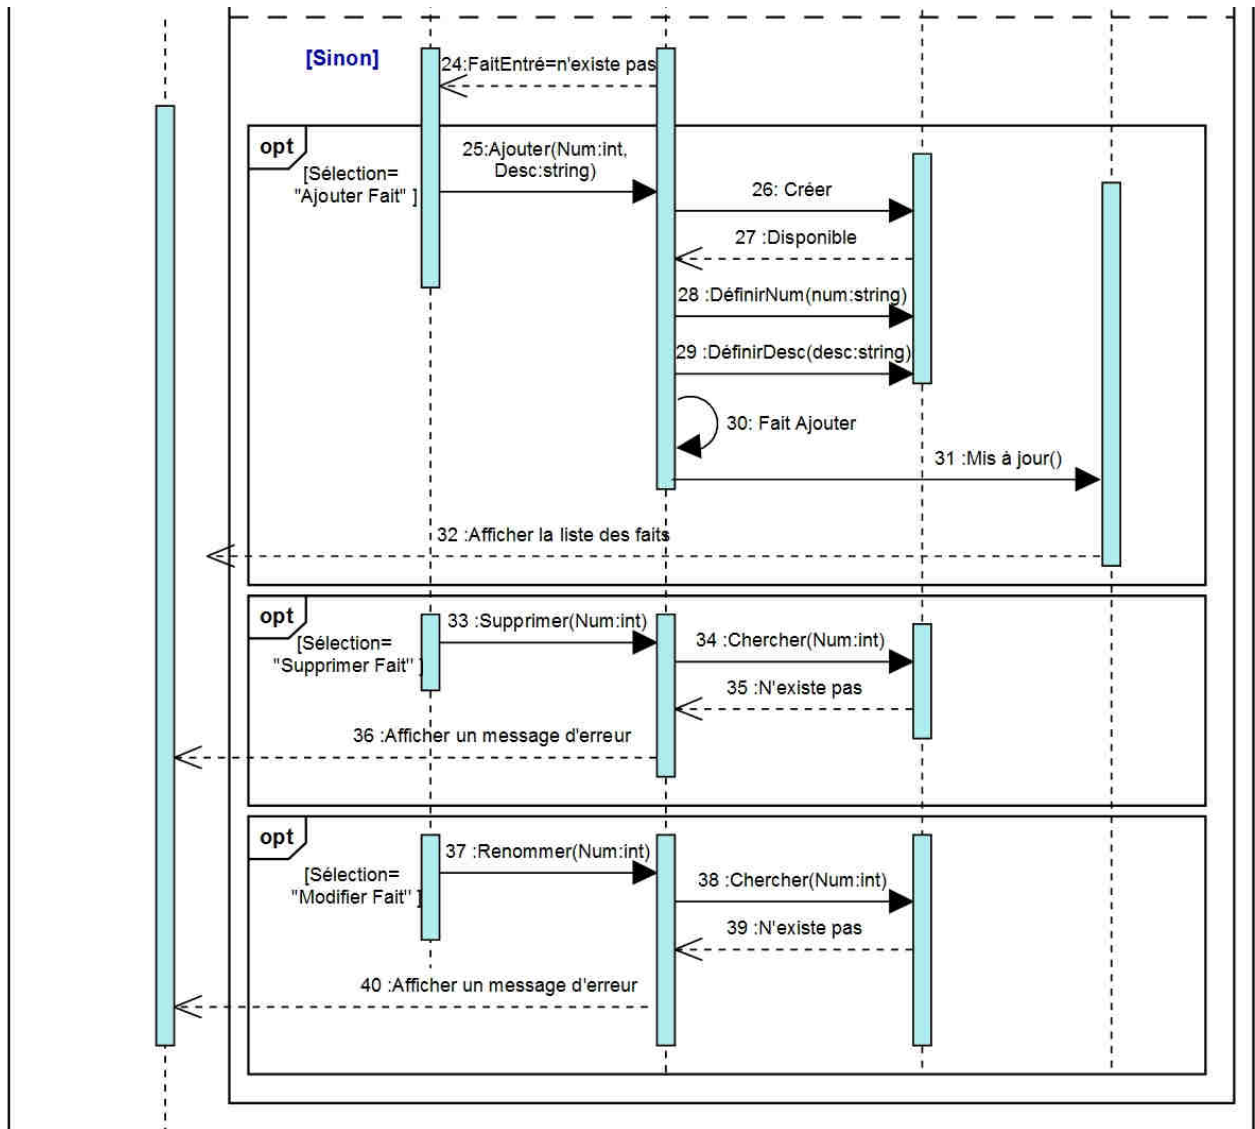 [Sinon]
24:FaitEntré=n'existe pas
opt
[Sélection=
"Ajouter Fait" ]
25:Ajouter(Num:int,
Desc:string)
26: Créer
27 :Disponible
28 :DéfinirNum(num:string)
29 :DéfinirDesc(desc:string)
30: Fait Ajouter
31 :Mis à jour()
32 :Afficher la liste des faits
opt
[Sélection=
"Supprimer Fait" ]
33 :Supprimer(Num:int)
34 :Chercher(Num:int)
35 :N'existe pas
36 :Afficher un message d'erreur
opt
[Sélection=
"Modifier Fait" ]
37 :Renommer(Num:int)
38 :Chercher(Num:int)
39 :N'existe pas
40 :Afficher un message d'erreur